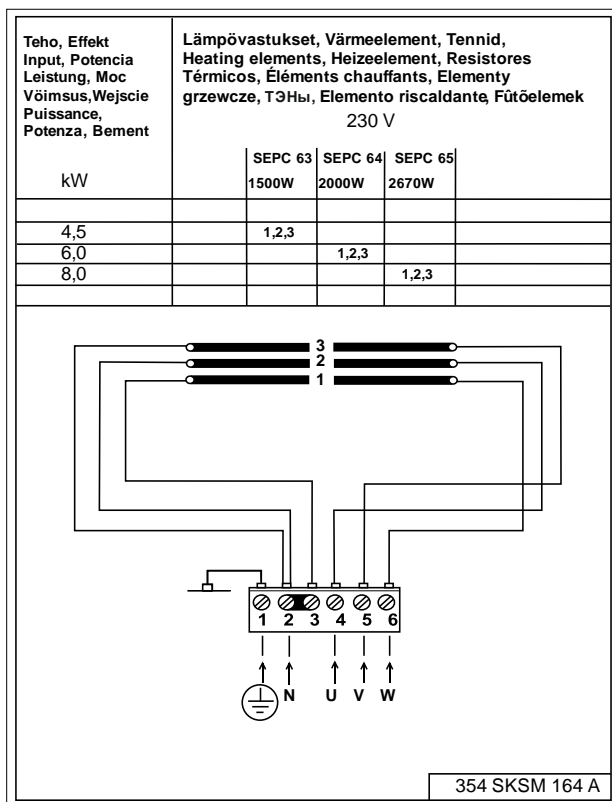 Teho, Effekt
Input, Potencia
Leistung, Moc
Vöimsus,Wejscie
Puissance,
Potenza, Bement
Lämpövastukset, Värmeelement, Tennid,
Heating elements, Heizeelement, Resistores
Térmicos, Éléments chauffants, Elementy
grzewcze, ТЭНы, Elemento riscaldante, Fûtõelemek
230 V
kW
SEPC 63 SEPC 64 SEPC 65
1500W 2000W 2670W
4,5 1,2,3
6,0 1,2,3
8,0 1,2,3
3
2
1
1 2 3 4 5 6
N U V W
354 SKSM 164 A